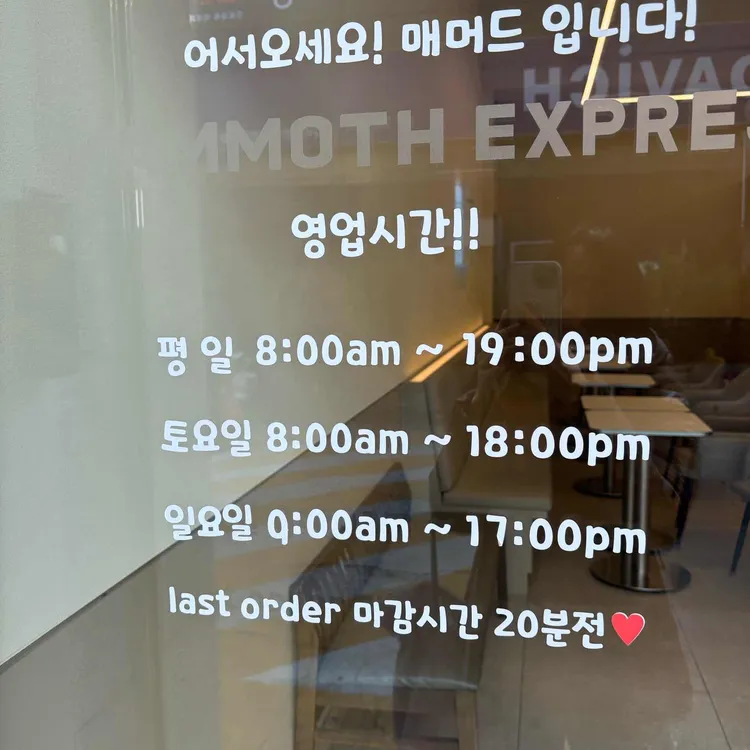 어서오세요! 매머드 입니다!
MMOTH EXPRE
영업시간!!
평 일 8:00am ~ 19:00pm
토요일 8:00am ~ 18:00pm
일요일 9:00am ~ 17:00pm
last order 마감시간 20분전♥